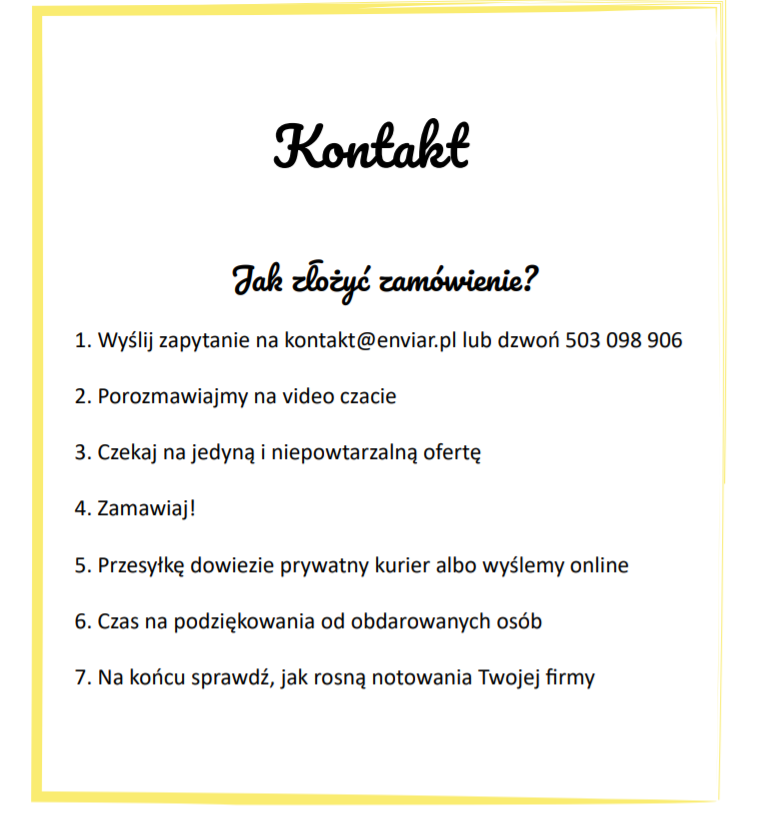 Kontakt
Jak złożyć zamówienie?
1. Wyślij zapytanie na kontakt@enviar.pl lub dzwoń 503 098 906
2. Porozmawiajmy na video czacie
3. Czekaj na jedyną i niepowtarzalną ofertę
4. Zamawiaj!
5. Przesyłkę dowiezie prywatny kurier albo wyślemy online
6. Czas na podziękowania od obdarowanych osób
7. Na końcu sprawdź, jak rosną notowania Twojej firmy